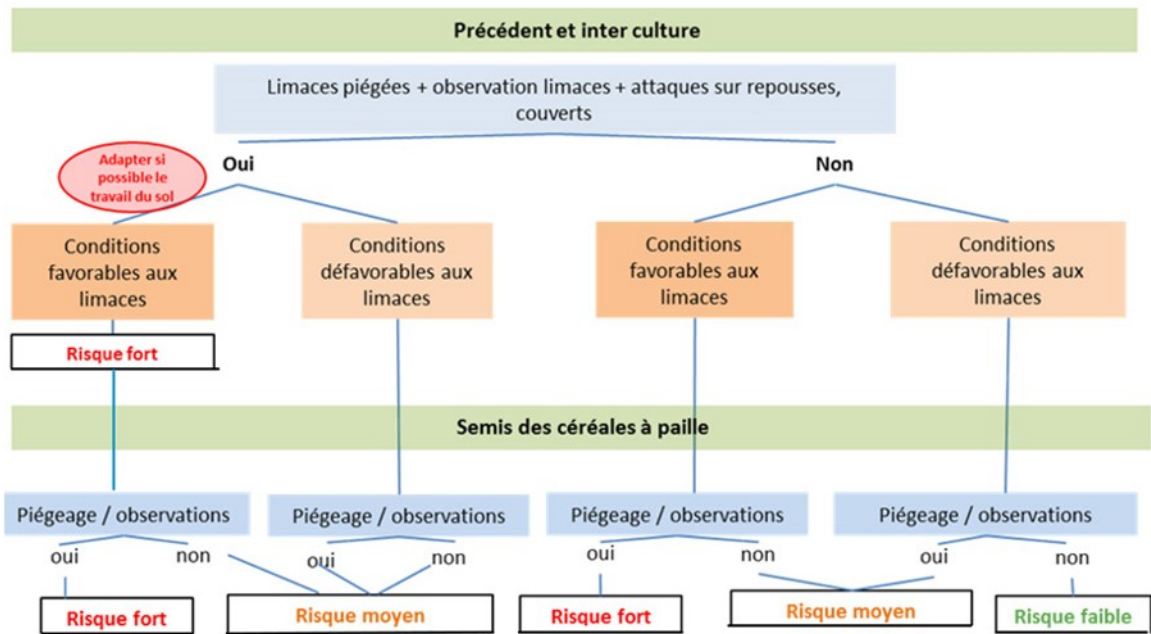 Précédent et inter culture
Limaces piégées + observation limaces + attaques sur repousses,
couverts
Adapter si
possible le
travail du sol
Oui
Non
Conditions
favorables aux
limaces
Conditions
défavorables aux
limaces
Conditions
favorables aux
limaces
Conditions
défavorables aux
limaces
Risque fort
Semis des céréales à paille
Piégeage / observations
Piégeage / observations
Piégeage / observations
Piégeage / observations
oui
non
oui
non
oui
non
oui
non
Risque fort
Risque moyen
Risque fort
Risque moyen
Risque faible